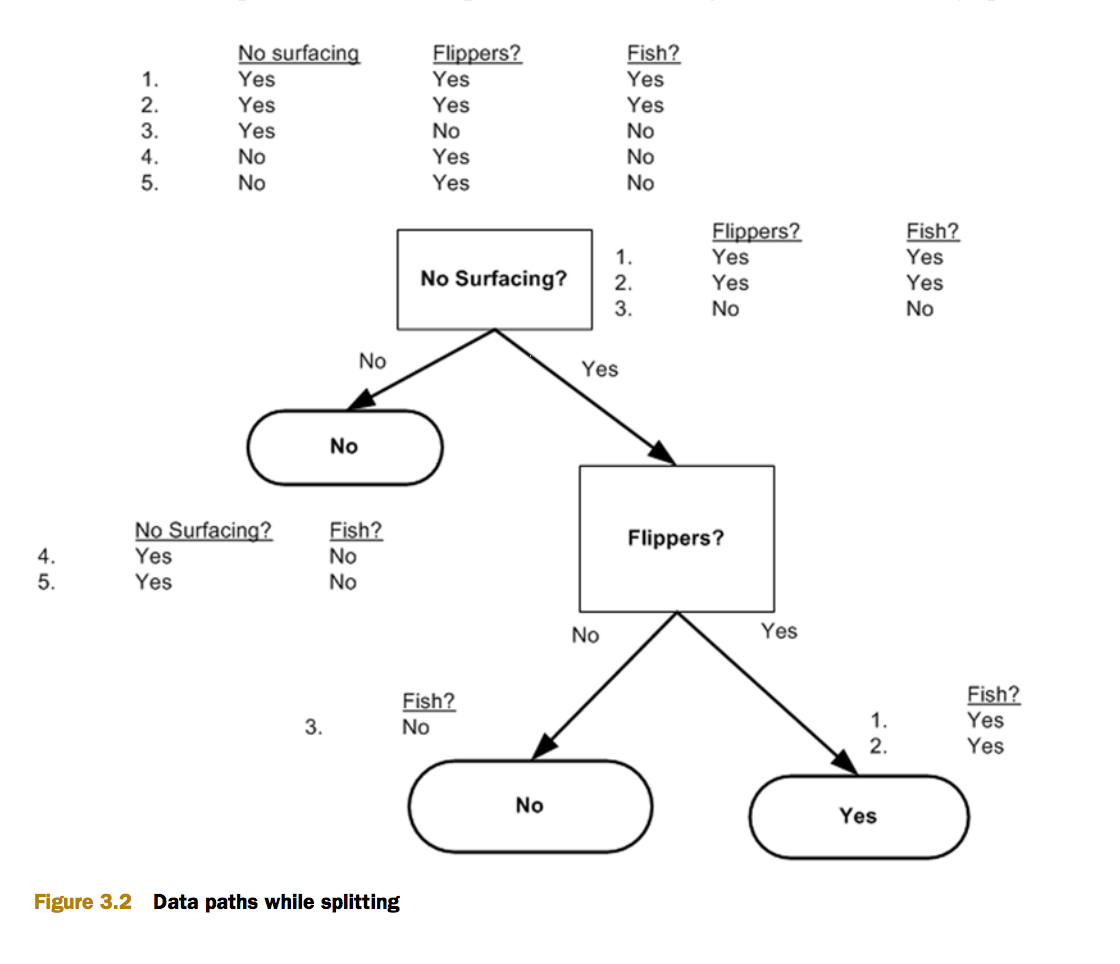 No surfacing Flippers? Fish?
1. Yes Yes Yes
2. Yes Yes Yes
3. Yes No No
4. No Yes No
5. No Yes No
Flippers? Fish?
1. Yes Yes
2. Yes Yes
3. No No
No Surfacing?
No
Yes
No
Flippers?
No Surfacing? Fish?
4. Yes No
5. Yes No
No
Yes
Fish?
3. No
Fish?
1. Yes
2. Yes
No
Yes
Figure 3.2 Data paths while splitting